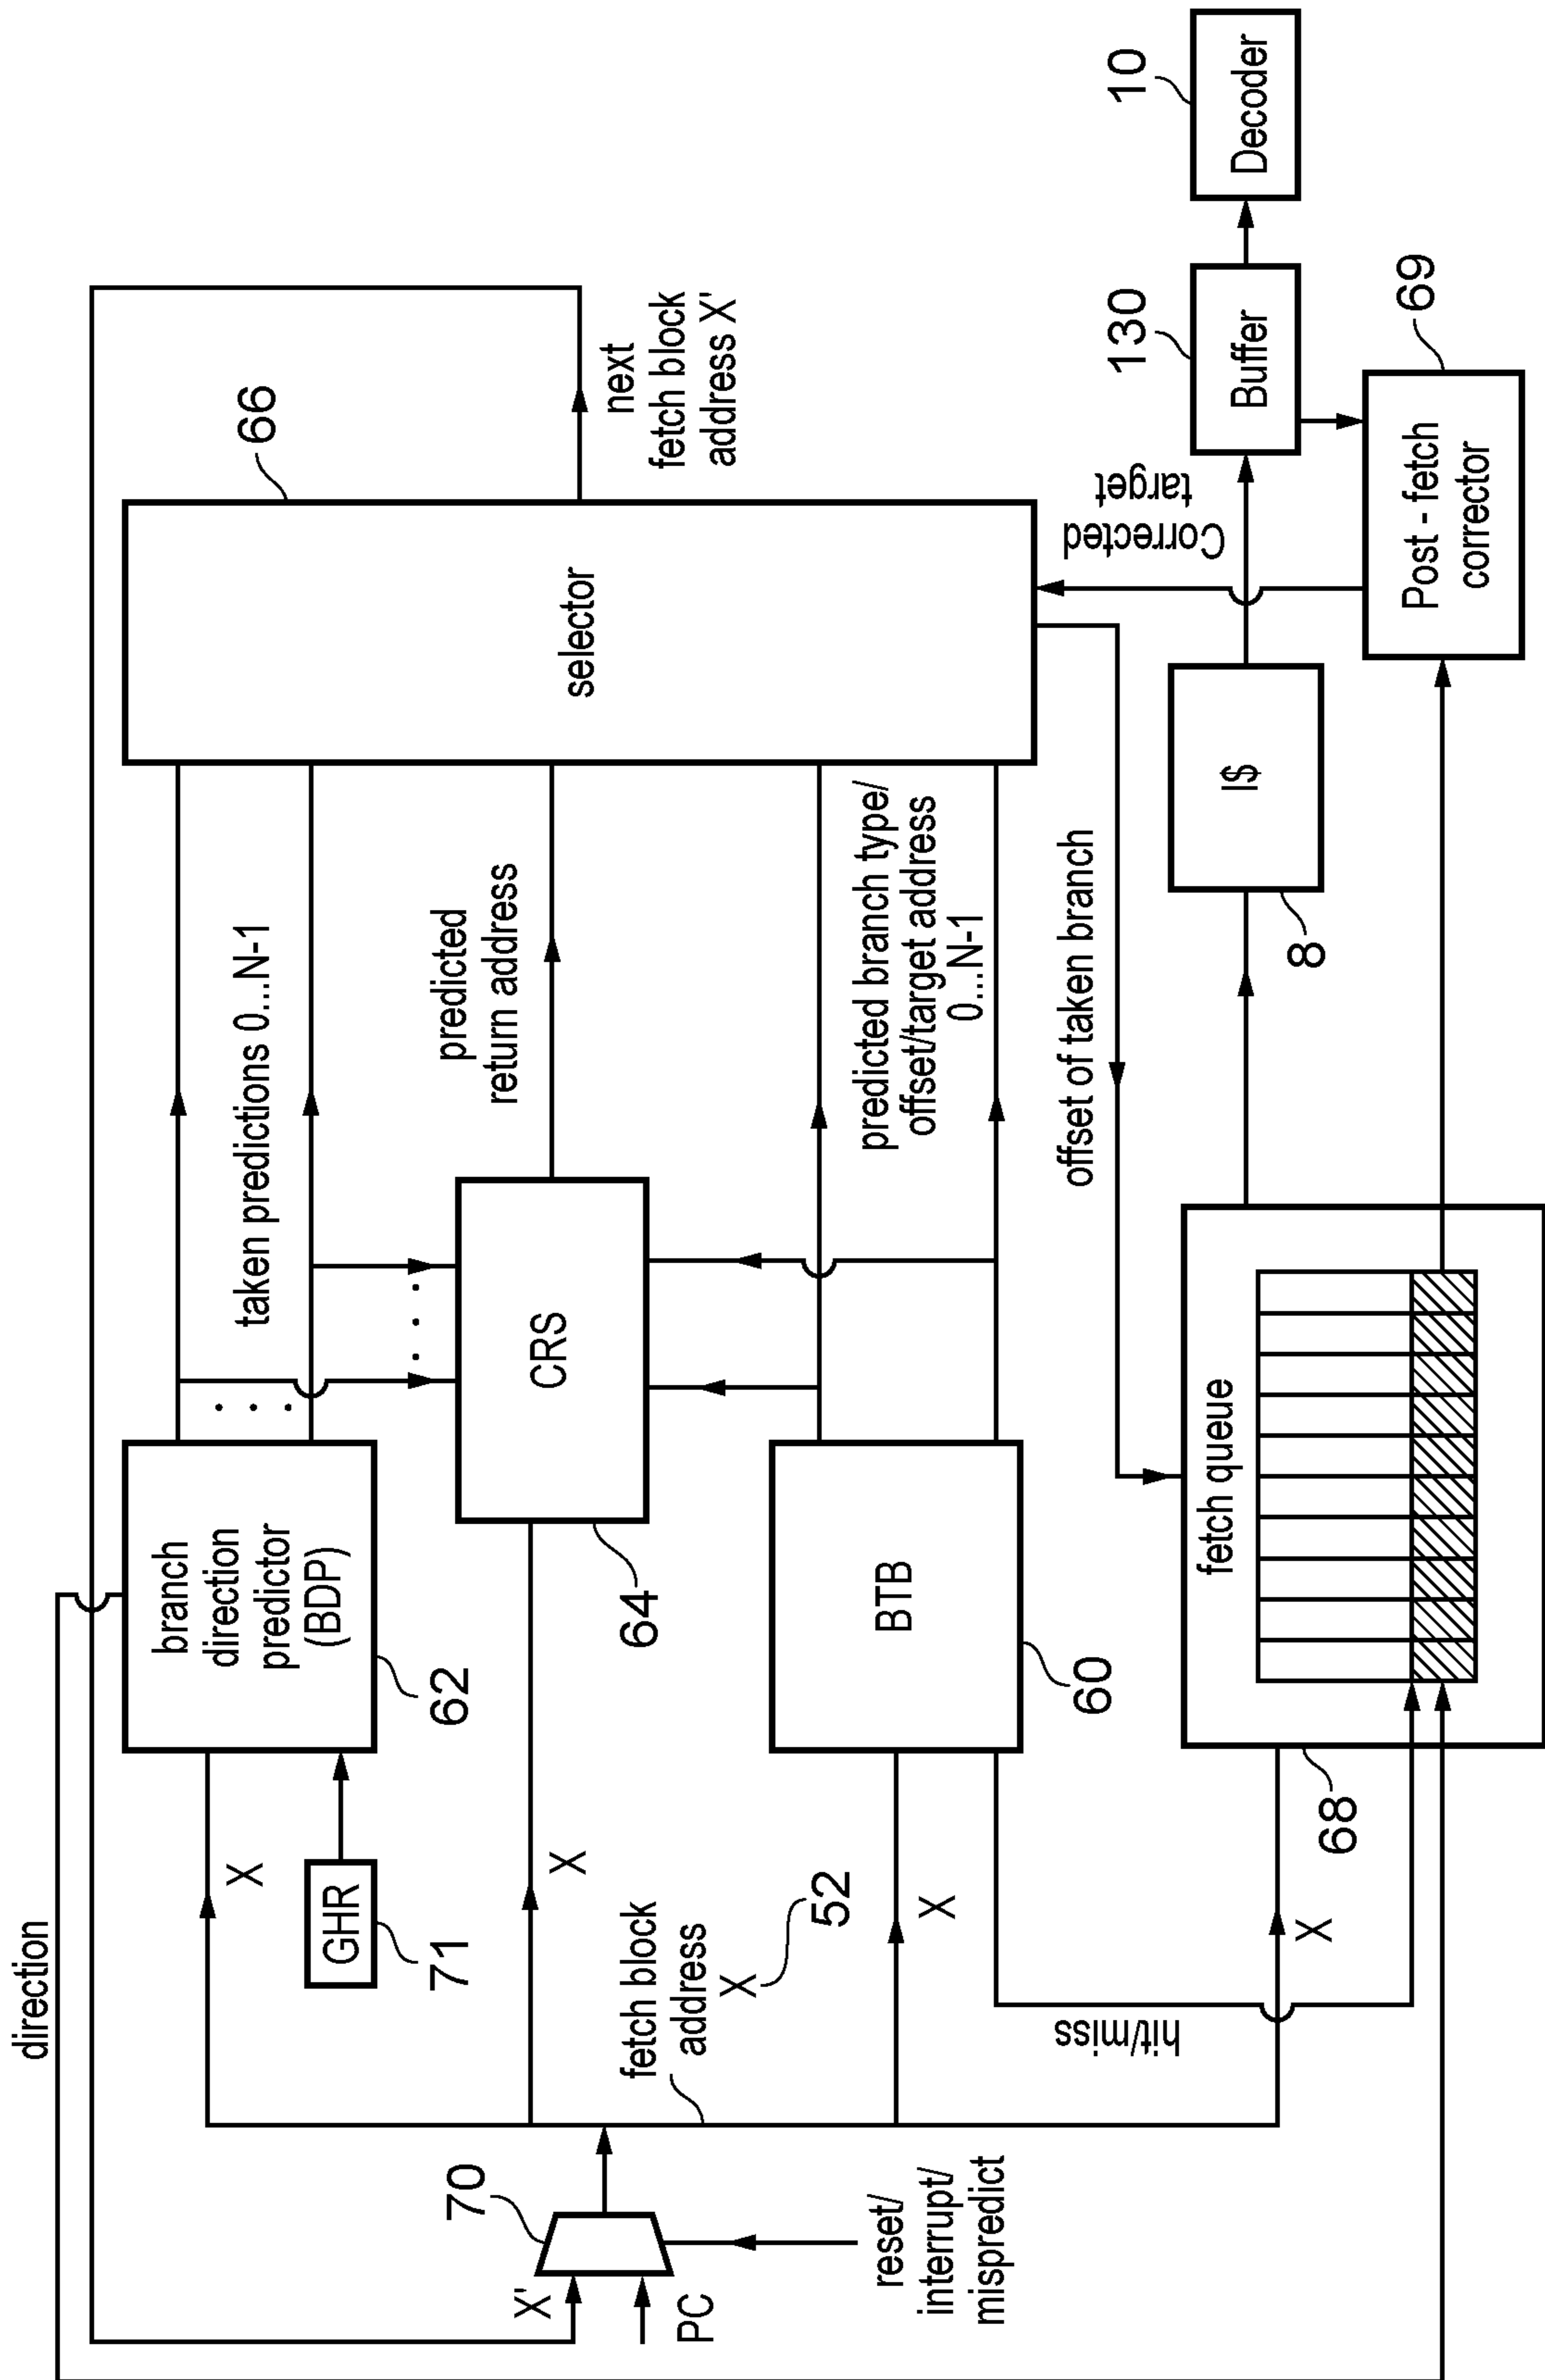 direction
branch
direction
predictor
(BDP)
62
GHR
71
X
taken predictions 0...N-1
selector
66
next
fetch block
address X'
X'
PC
70
reset/
interrupt/
mispredict
fetch block
address
X
52
X
CRS
64
predicted
return address
X
BTB
60
predicted branch type/
offset/target address
0...N-1
hit/miss
X
68
fetch queue
offset of taken branch
I$
8
Corrected
target
Buffer
130
Decoder
10
Post - fetch
corrector
69